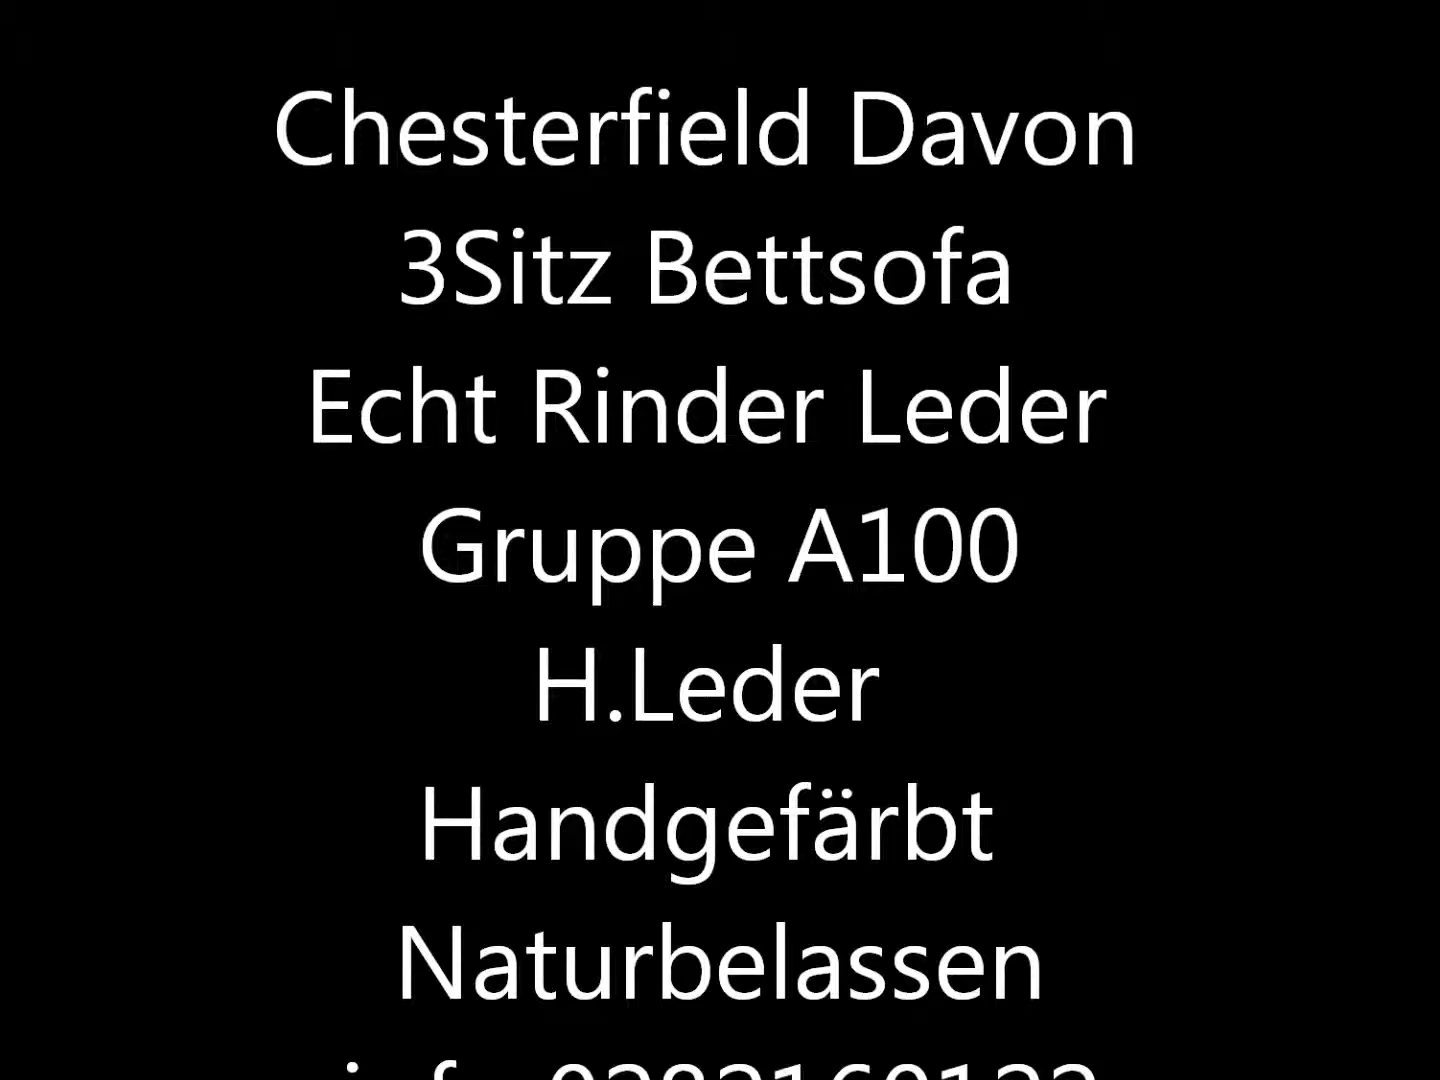 Chesterfield Davon
3Sitz Bettsofa
Echt Rinder Leder
Gruppe A100
H.Leder
Handgefärbt
Naturbelassen